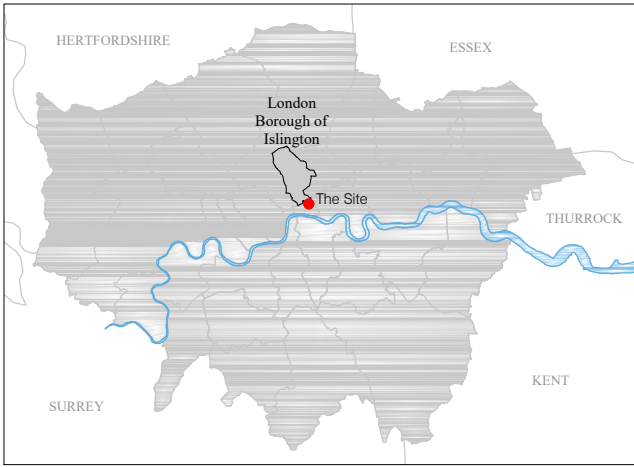 HERTFORDSHIRE
ESSEX
London
Borough of
Islington
The Site
THURROCK
KENT
SURREY